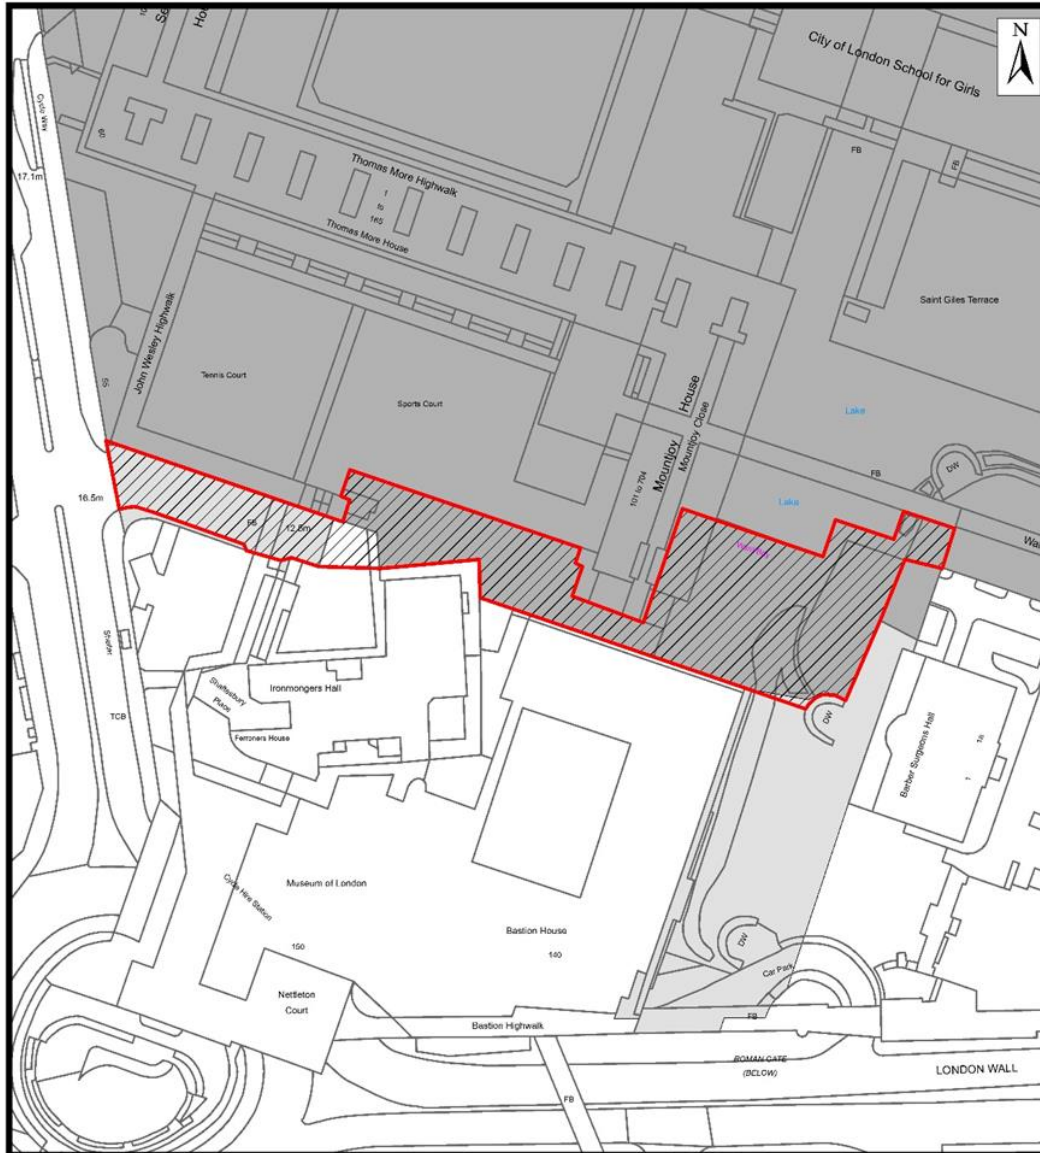 N
City of London School for Girls
Cycle Way
60
17.1m
FB
FB
Thomas More Highwalk
1
to
165
Thomas More House
Saint Giles Terrace
John Wesley Highwalk
Tennis Court
Sports Court
Lake
55
Mountjoy House
Mountjoy Close
101 to 704
FB
DW
16.5m
FB
12.8m
Lake
Shelter
Ironmongers Hall
Shaftesbury
Place
Ferroners House
TCB
DW
Barber Surgeons Hall
1a
1
Museum of London
Cycle Hire Station
Bastion House
150
140
DW
Car Park
Nettleton
Court
FB
Bastion Highwalk
ROMAN GATE
(BELOW)
LONDON WALL
FB